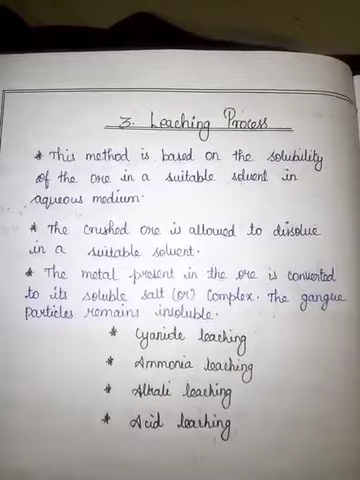 3. Leaching Process
* This method is based on the solubility
of the ore in a suitable solvent in
aqueous medium.
* The crushed ore is allowed to dissolve
in a suitable solvent.
* The metal present in the ore is converted
to its soluble salt (or) complex. The gangue
particles remains insoluble.
* Cyanide leaching
* Ammonia leaching
* Alkali leaching
* Acid leaching